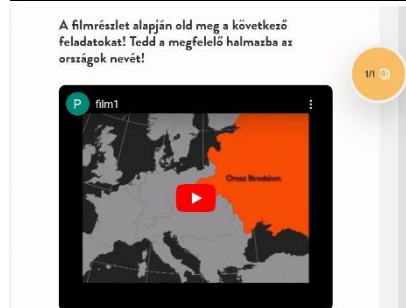 A filmrészlet alapján old meg a következő
feladatokat! Tedd a megfelelő halmazba az
országok nevét!
1/1
P film1
Orosz Birodalom